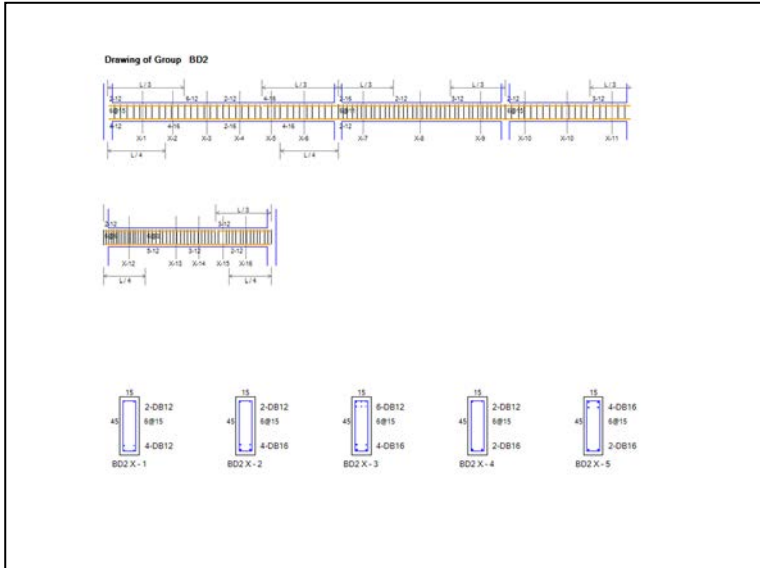 Drawing of Group BD2
L / 3 L / 3 L / 3 L / 3 L / 3
2-12 6-12 2-12 4-16 2-16 2-12 3-12 2-12 3-12
6@15 6@15
4-12 4-16 2-16 4-16 2-12
X-1 X-2 X-3 X-4 X-5 X-6 X-7 X-8 X-9 X-10 X-10 X-11
L / 4 L / 4
L / 3
2-12 3-12
5-12 3-12 2-12
X-12 X-13 X-14 X-15 X-16
L / 4 L / 4
15 15 15 15 15
2-DB12 2-DB12 6-DB12 2-DB12 4-DB16
45 6@15 45 6@15 45 6@15 45 6@15 45 6@15
4-DB12 4-DB16 4-DB16 2-DB16 2-DB16
BD2 X - 1 BD2 X - 2 BD2 X - 3 BD2 X - 4 BD2 X - 5